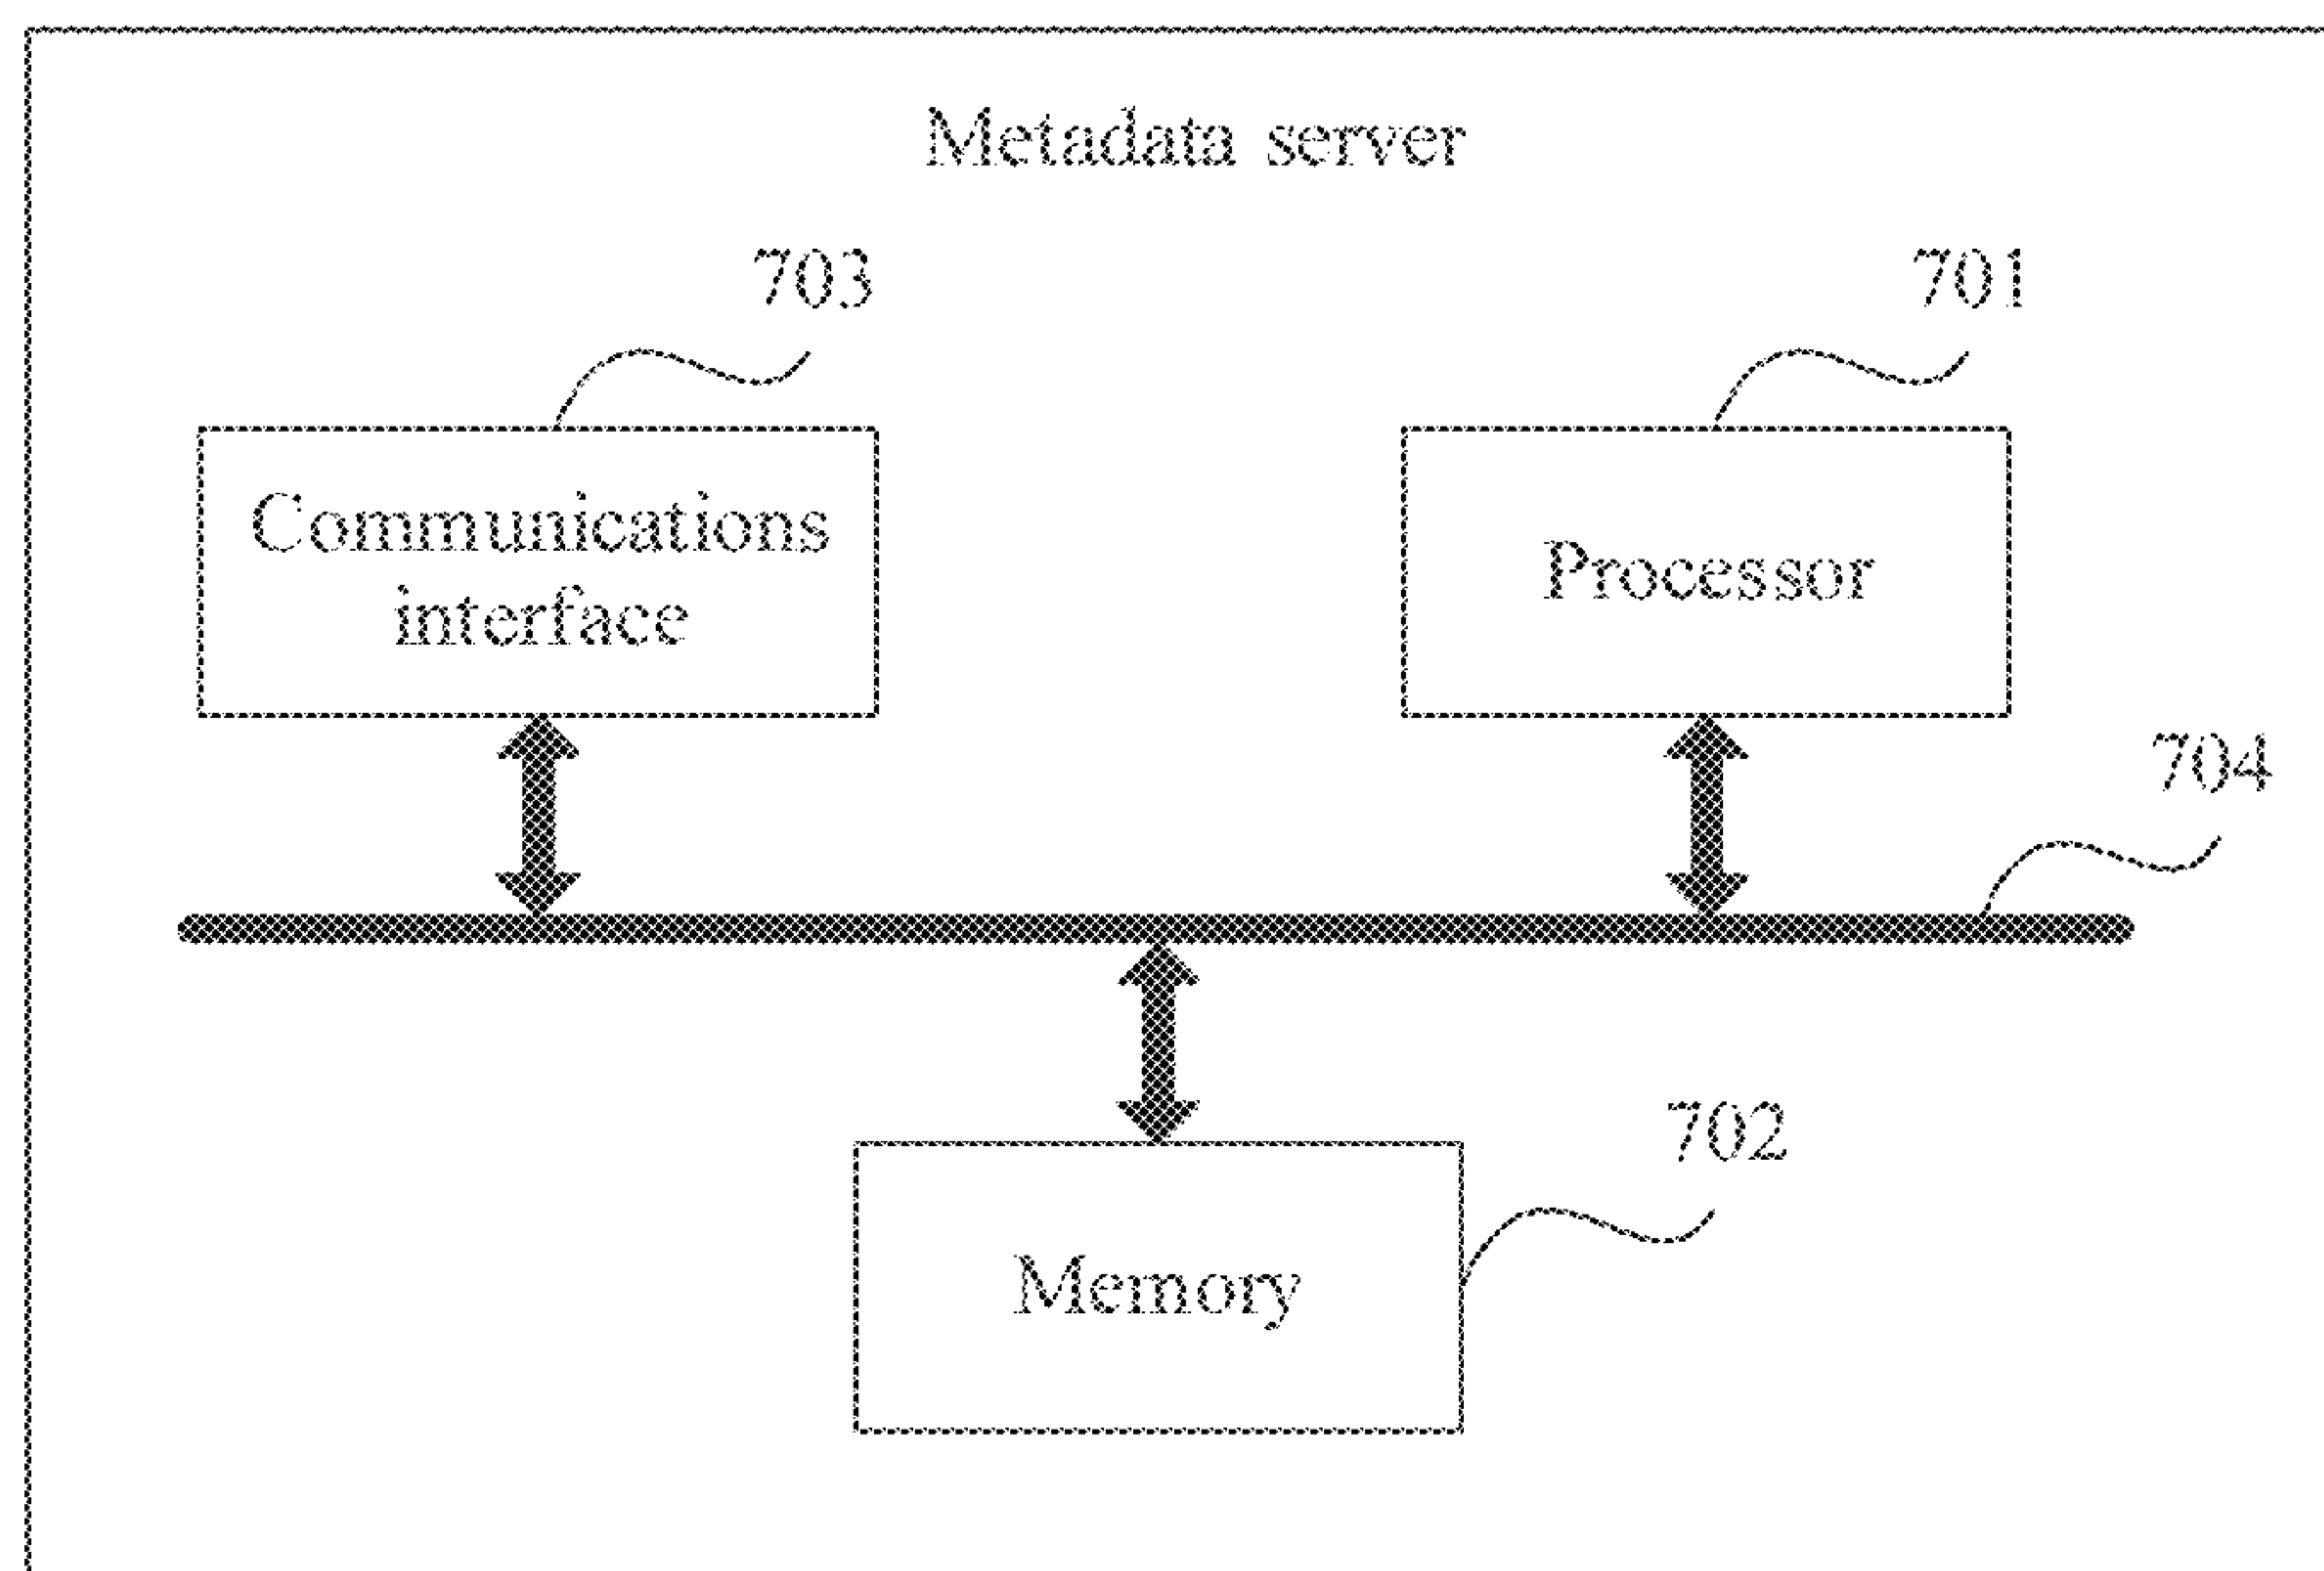 Metadata server
703
701
Communications
interface
Processor
704
702
Memory